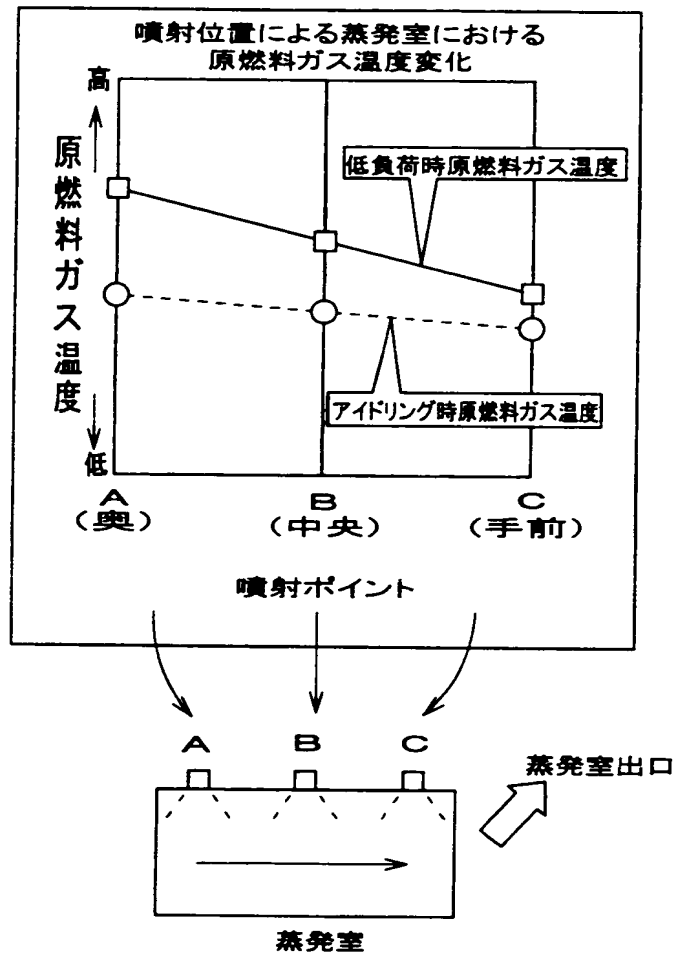 噴射位置による蒸発室における
原燃料ガス温度変化
高
原燃料ガス温度
低
低負荷時原燃料ガス温度
アイドリング時原燃料ガス温度
A
(奥)
B
(中央)
C
(手前)
噴射ポイント
A
B
C
蒸発室出口
蒸発室